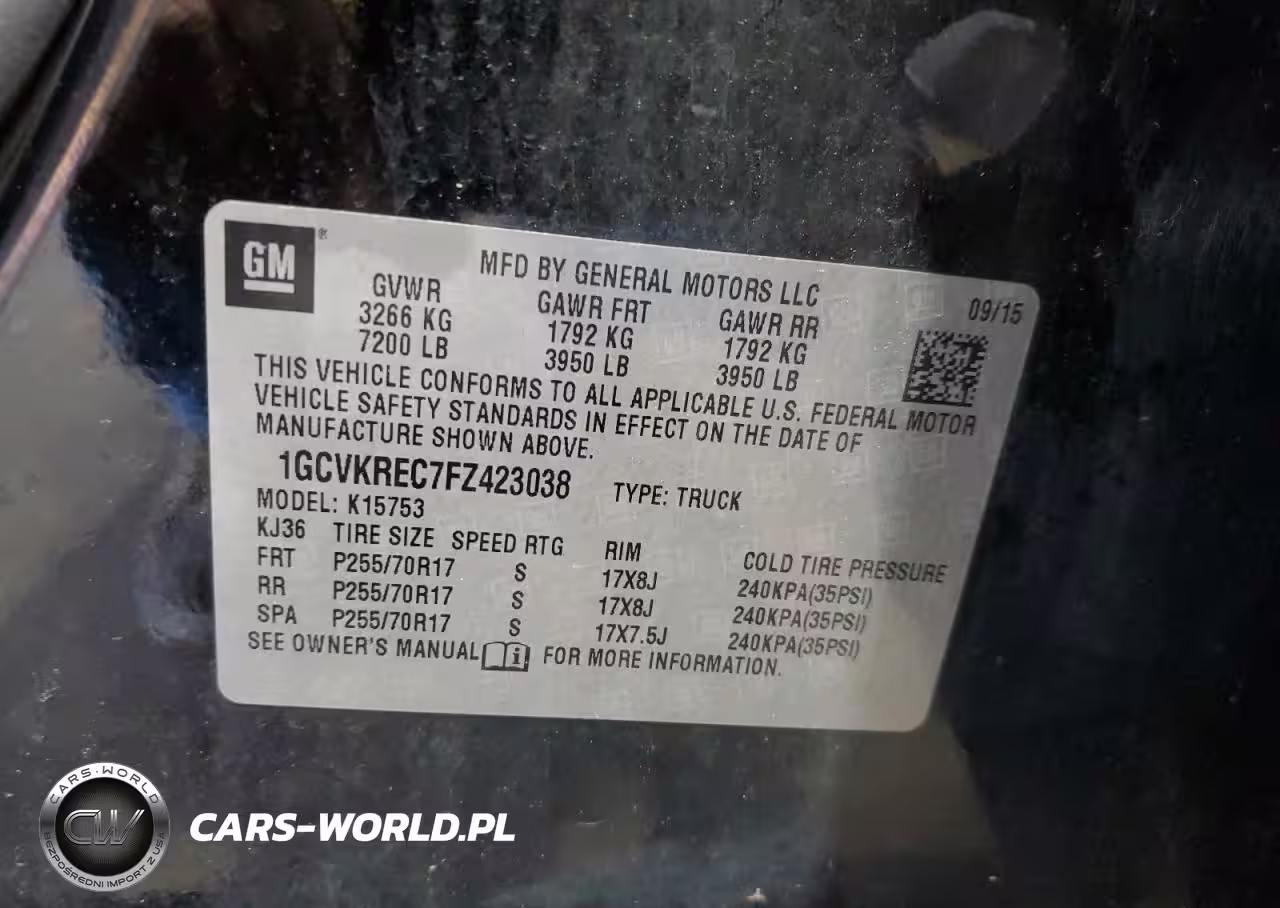 GM®
MFD BY GENERAL MOTORS LLC
09/15
GVWR GAWR FRT GAWR RR
3266 KG 1792 KG 1792 KG
7200 LB 3950 LB 3950 LB
THIS VEHICLE CONFORMS TO ALL APPLICABLE U.S. FEDERAL MOTOR
VEHICLE SAFETY STANDARDS IN EFFECT ON THE DATE OF
MANUFACTURE SHOWN ABOVE.
1GCVKREC7FZ423038 TYPE: TRUCK
MODEL: K15753
KJ36 TIRE SIZE SPEED RTG RIM COLD TIRE PRESSURE
FRT P255/70R17 S 17X8J 240KPA(35PSI)
RR P255/70R17 S 17X8J 240KPA(35PSI)
SPA P255/70R17 S 17X7.5J 240KPA(35PSI)
SEE OWNER'S MANUAL i FOR MORE INFORMATION.
CARS-WORLD
CW
BEZPOŚREDNI IMPORT Z USA
CARS-WORLD.PL